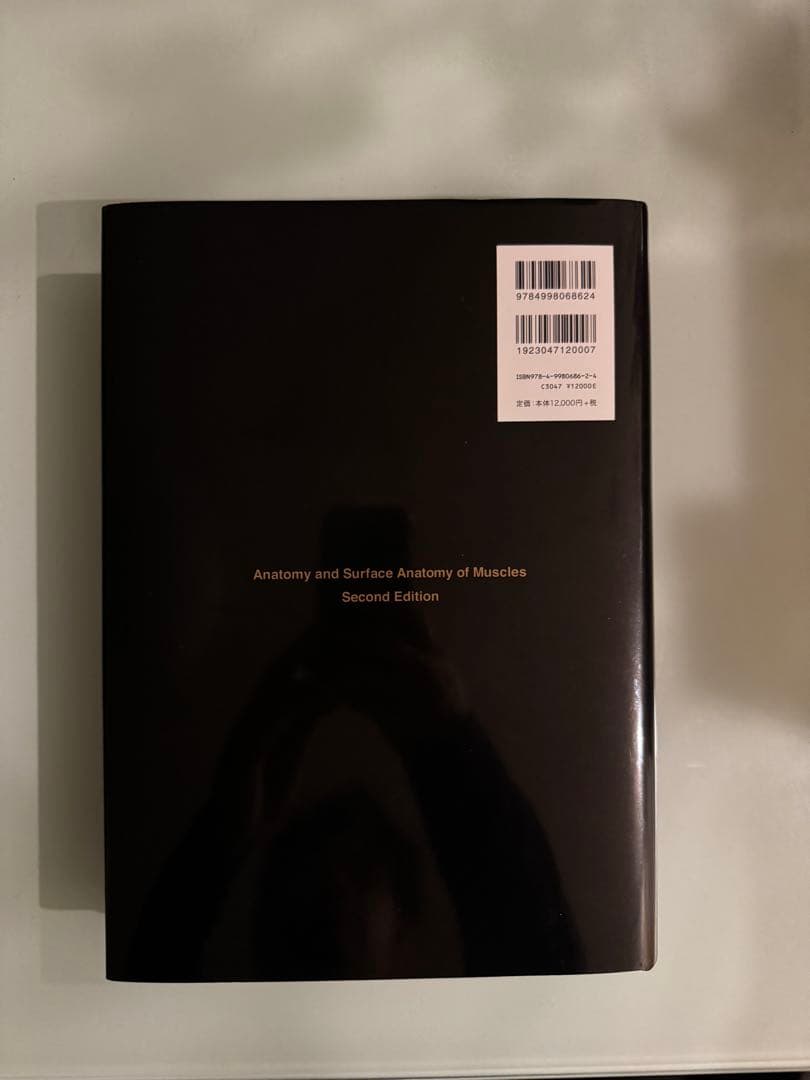 9784998068624
1923047120007
ISBN978-4-9980686-2-4
C3047 ¥12000E
定価：本体12,000円+税
Anatomy and Surface Anatomy of Muscles
Second Edition